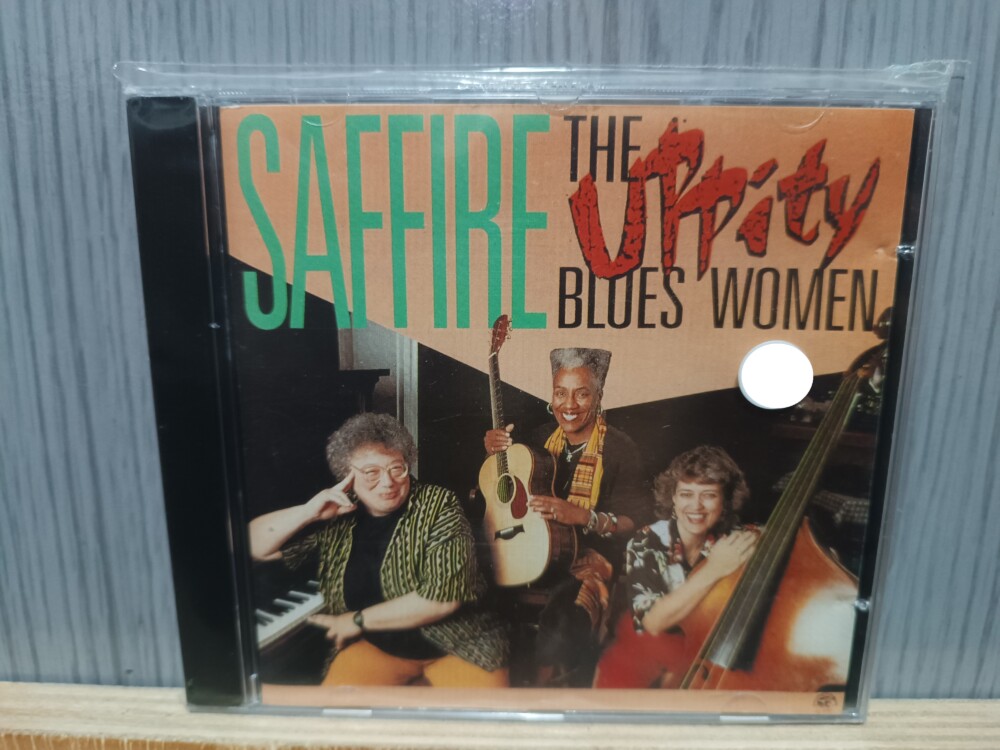 SAFFIRE
THE
UPPity
BLUES WOMEN